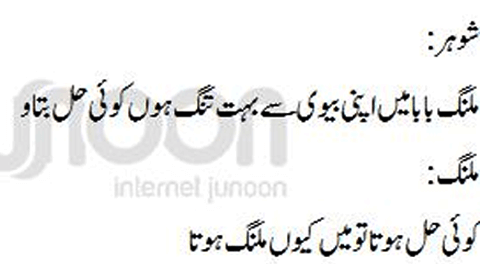 شوہر:
ملنگ بابا میں اپنی بیوی سے بہت تنگ ہوں کوئی حل بتاو
ملنگ:
کوئی حل ہوتا تو میں کیوں ملنگ ہوتا
junoon
internet junoon